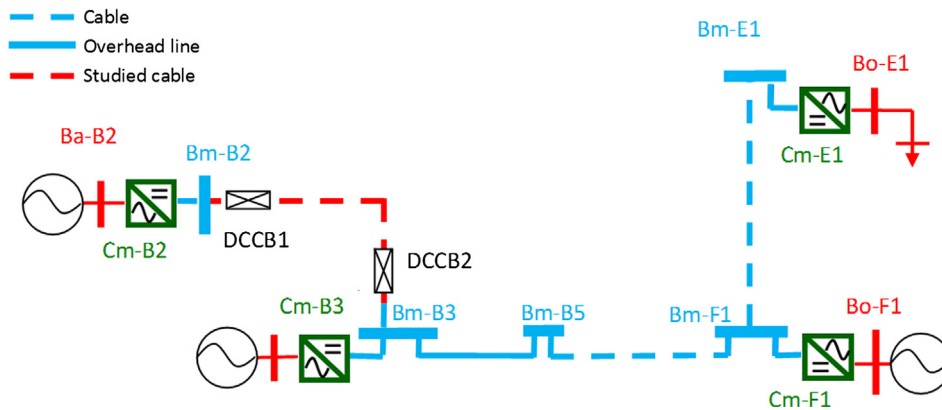 Cable
Overhead line
Studied cable
Bm-E1
Bo-E1
Cm-E1
Ba-B2
Bm-B2
Cm-B2
DCCB1
DCCB2
Cm-B3
Bm-B3
Bm-B5
Bm-F1
Bo-F1
Cm-F1